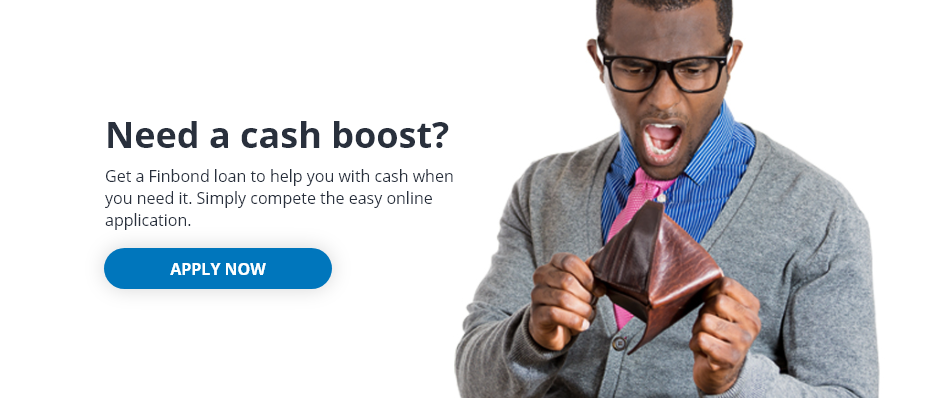 Need a cash boost?
Get a Finbond loan to help you with cash when
you need it. Simply compete the easy online
application.
APPLY NOW